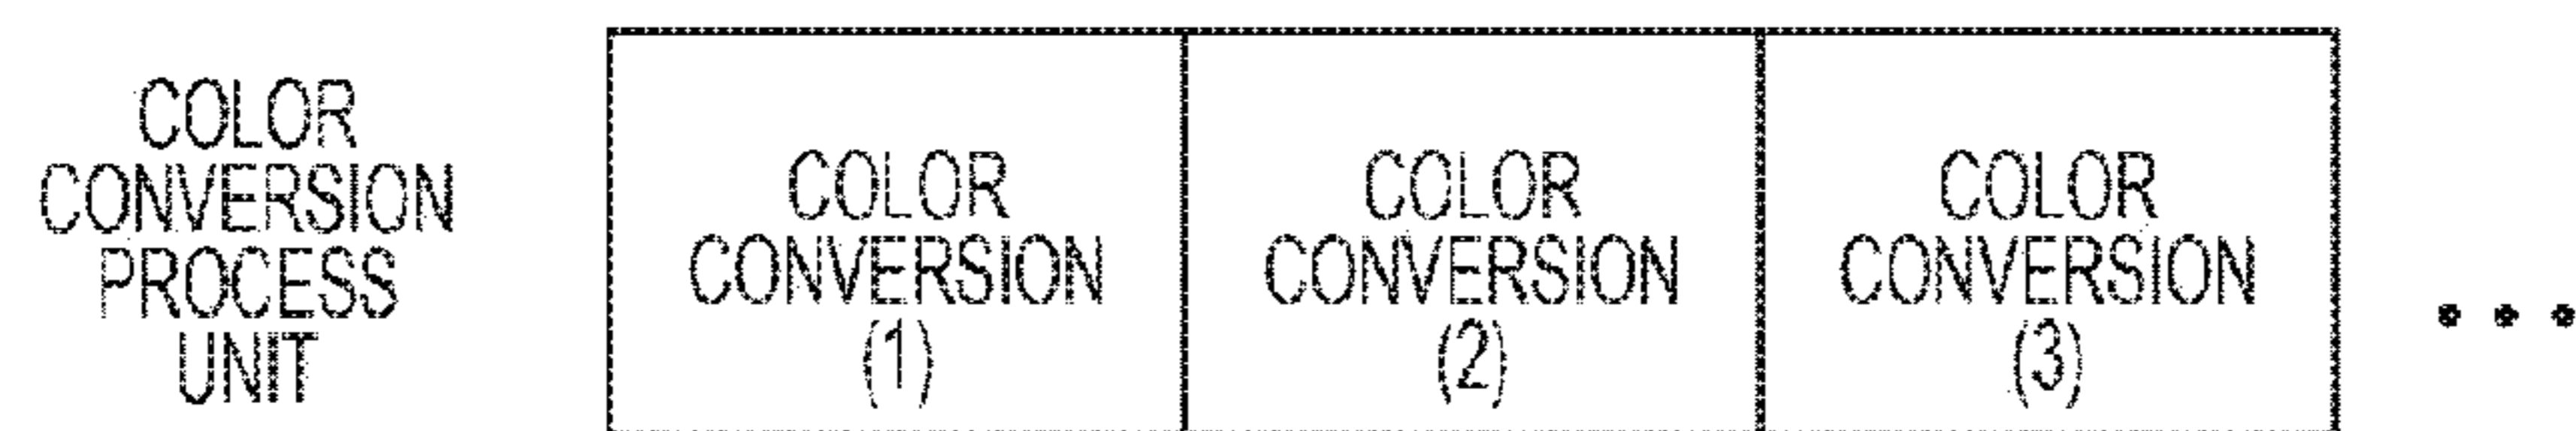 COLOR
CONVERSION
PROCESS
UNIT
COLOR
CONVERSION
(1)
COLOR
CONVERSION
(2)
COLOR
CONVERSION
(3)
...